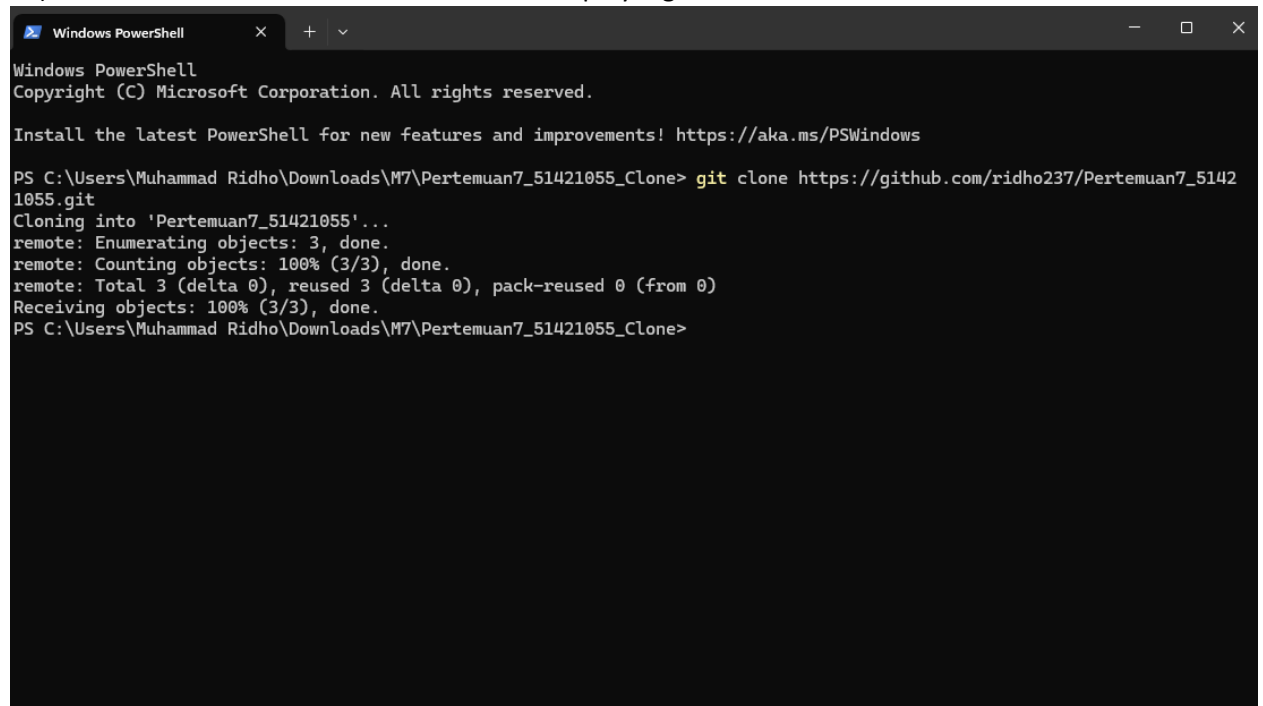 Windows PowerShell
Windows PowerShell
Copyright (C) Microsoft Corporation. All rights reserved.
Install the latest PowerShell for new features and improvements! https://aka.ms/PSWindows
PS C:\Users\Muhammad Ridho\Downloads\M7\Pertemuan7_51421055_Clone> git clone https://github.com/ridho237/Pertemuan7_5142
1055.git
Cloning into 'Pertemuan7_51421055'...
remote: Enumerating objects: 3, done.
remote: Counting objects: 100% (3/3), done.
remote: Total 3 (delta 0), reused 3 (delta 0), pack-reused 0 (from 0)
Receiving objects: 100% (3/3), done.
PS C:\Users\Muhammad Ridho\Downloads\M7\Pertemuan7_51421055_Clone>